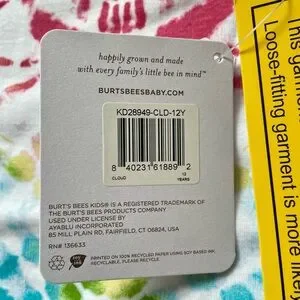 happily grown and made
with every family's little bee in mind™
BURTSBEESBABY.COM
KD28949-CLD-12Y
8 40231 61889 2
CLOUD
12
YEARS
BURT'S BEES KIDS® IS A REGISTERED TRADEMARK OF
THE BURT'S BEES PRODUCTS COMPANY
USED UNDER LICENSE BY
AYABLU INCORPORATED
85 MILL PLAIN RD, FAIRFIELD, CT 06824, USA
RN# 136633
PRINTED ON 100% RECYCLED PAPER USING SOY BASED INK.
RECYCLABLE, PLEASE RECYCLE.
This garment
Loose-fitting garment is more